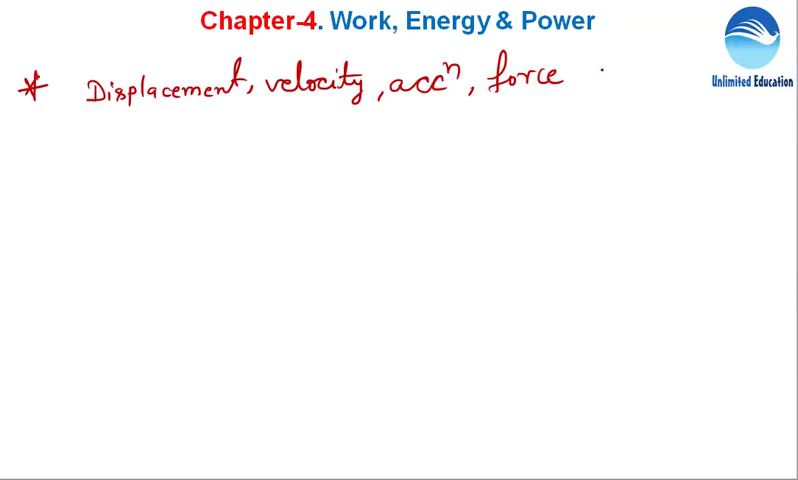 Chapter-4. Work, Energy & Power
* Displacement, velocity, accⁿ, force
Unlimited Education